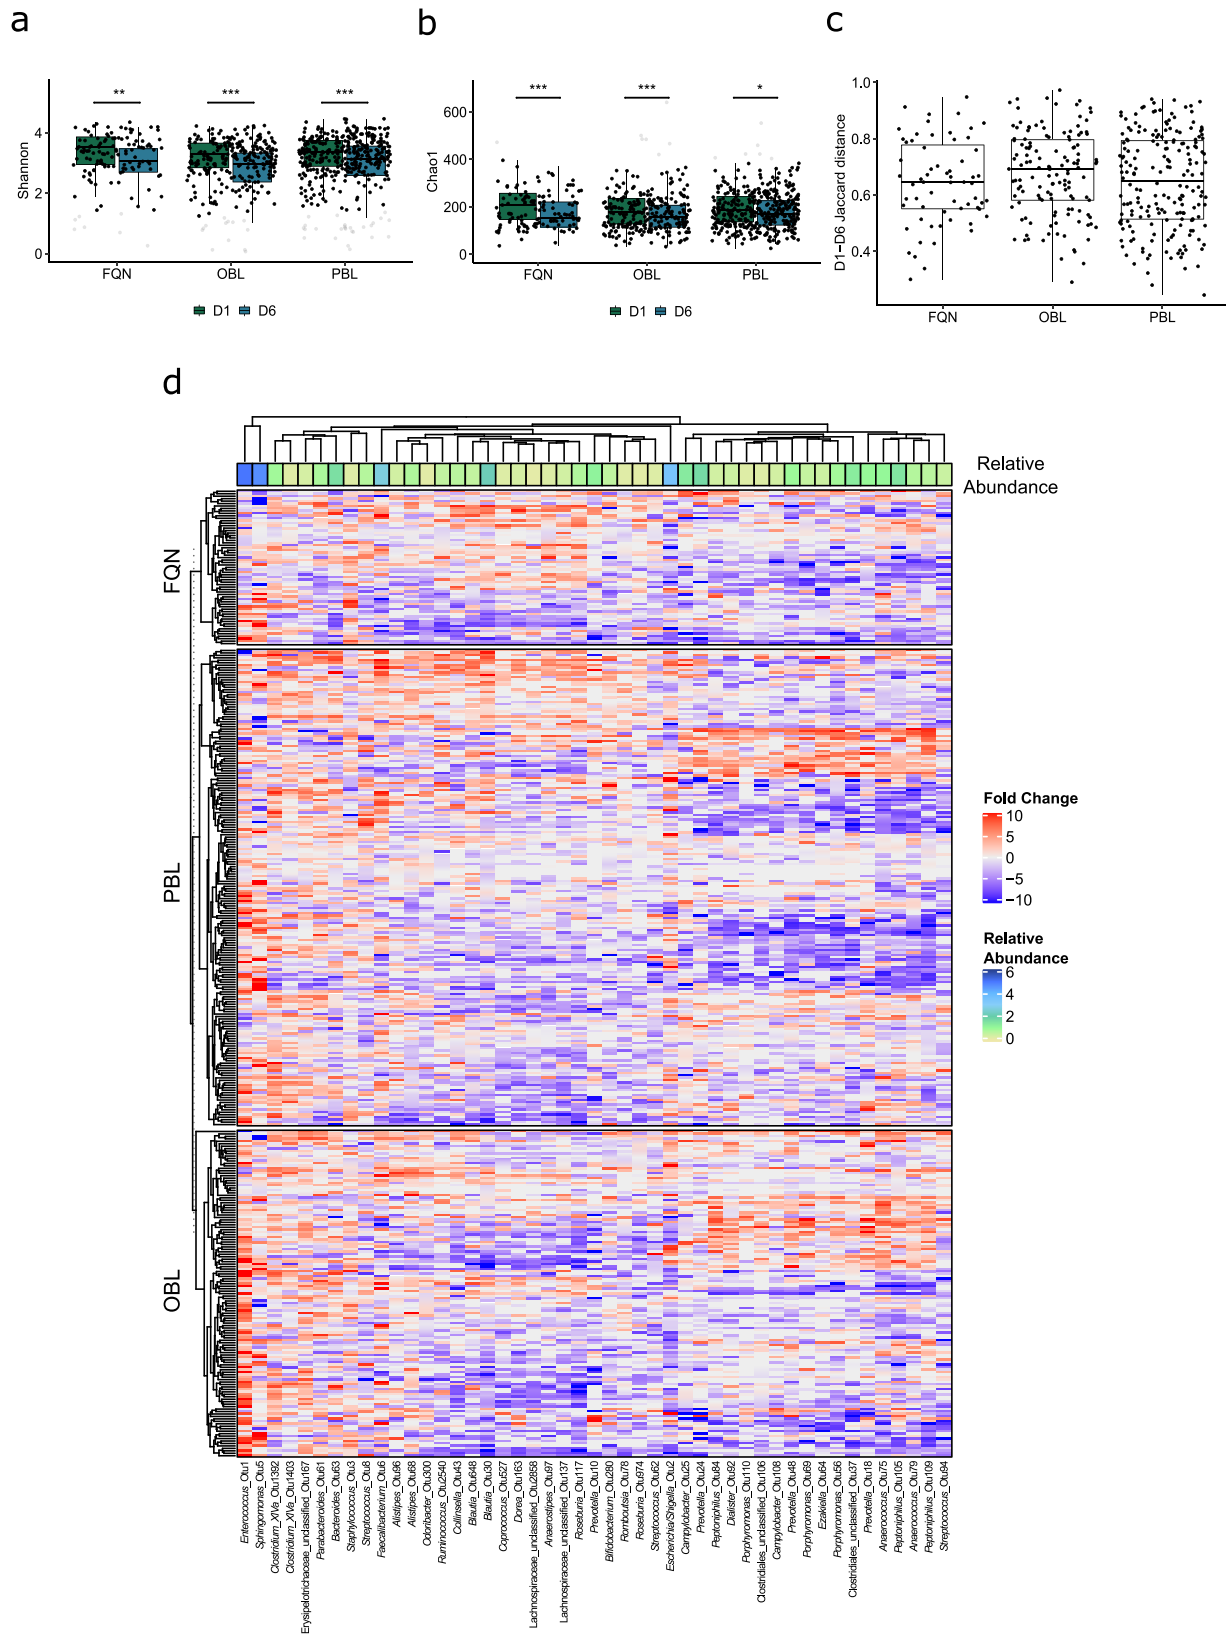 a
b
c
Shannon
4
2
0
**
***
***
FQN
OBL
PBL
D1
D6
Chao1
600
400
200
0
***
***
*
FQN
OBL
PBL
D1
D6
D1−D6 Jaccard distance
1.0
0.8
0.6
0.4
FQN
OBL
PBL
d
Relative
Abundance
FQN
PBL
OBL
Fold Change
10
5
0
−5
−10
Relative
Abundance
6
4
2
0
Enterococcus_Otu1
Sphingomonas_Otu5
Clostridium_XIVa_Otu1392
Clostridium_XIVa_Otu1403
Erysipelotrichaceae_unclassified_Otu167
Parabacteroides_Otu61
Bacteroides_Otu63
Staphylococcus_Otu3
Streptococcus_Otu8
Faecalibacterium_Otu6
Alistipes_Otu96
Alistipes_Otu68
Odoribacter_Otu300
Ruminococcus_Otu2540
Collinsella_Otu43
Blautia_Otu648
Blautia_Otu30
Coprococcus_Otu527
Dorea_Otu163
Lachnospiraceae_unclassified_Otu2858
Anaerostipes_Otu97
Lachnospiraceae_unclassified_Otu137
Roseburia_Otu117
Prevotella_Otu10
Bifidobacterium_Otu280
Romboutsia_Otu78
Roseburia_Otu974
Streptococcus_Otu62
Escherichia/Shigella_Otu2
Campylobacter_Otu25
Prevotella_Otu24
Peptoniphilus_Otu84
Dialister_Otu92
Porphyromonas_Otu110
Clostridiales_unclassified_Otu106
Campylobacter_Otu108
Prevotella_Otu48
Porphyromonas_Otu69
Ezakiella_Otu64
Porphyromonas_Otu56
Clostridiales_unclassified_Otu37
Prevotella_Otu18
Anaerococcus_Otu75
Peptoniphilus_Otu105
Anaerococcus_Otu79
Peptoniphilus_Otu109
Streptococcus_Otu94